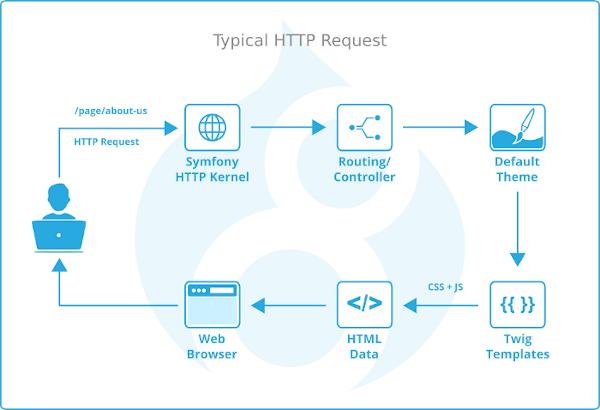 Typical HTTP Request
/page/about-us
HTTP Request
Symfony
HTTP Kernel
Routing/
Controller
Default
Theme
Web
Browser
</>
HTML
Data
CSS + JS
{{ }}
Twig
Templates